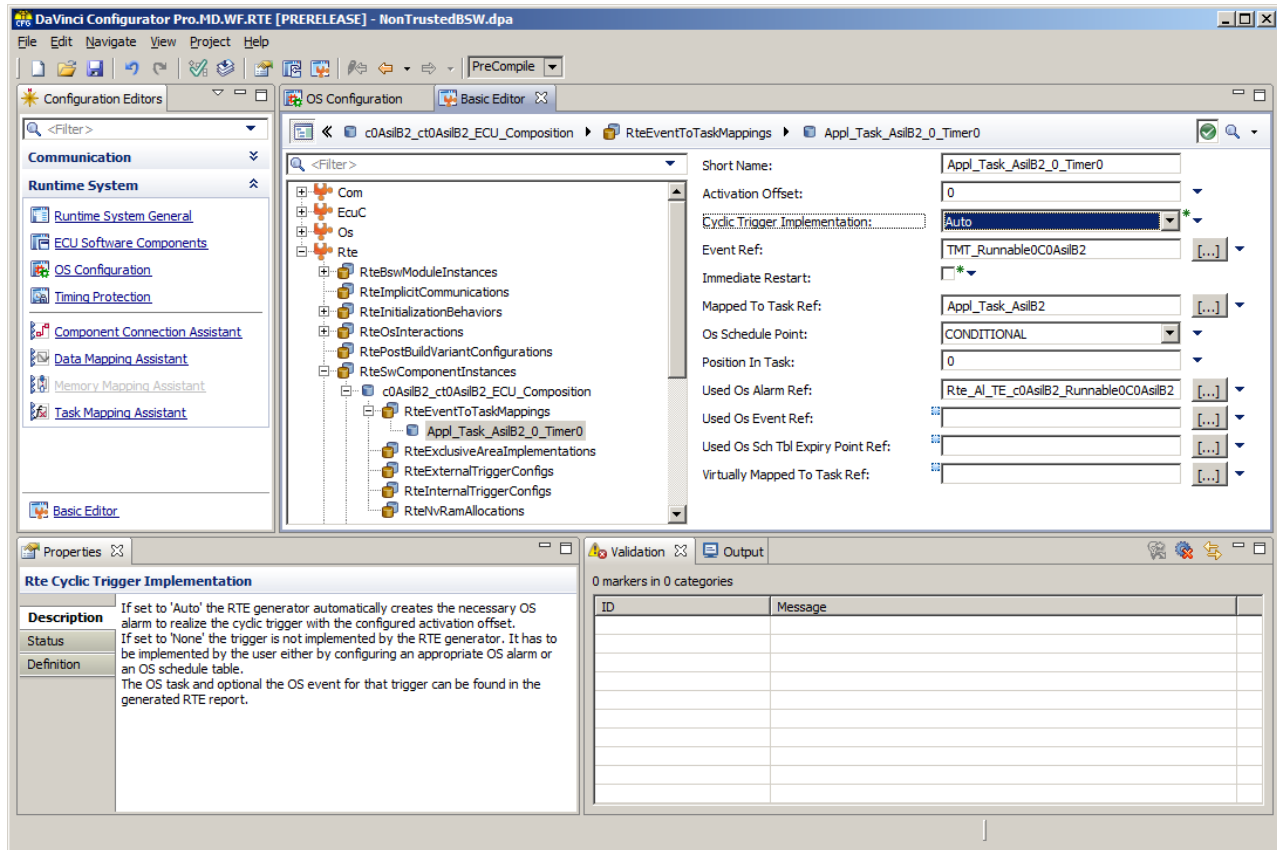 DaVinci Configurator Pro.MD.WF.RTE [PRERELEASE] - NonTrustedBSW.dpa
File Edit Navigate View Project Help
PreCompile
Configuration Editors
<Filter>
Communication
Runtime System
Runtime System General
ECU Software Components
OS Configuration
Timing Protection
Component Connection Assistant
Data Mapping Assistant
Memory Mapping Assistant
Task Mapping Assistant
Basic Editor
OS Configuration
Basic Editor
c0AsilB2_ct0AsilB2_ECU_Composition
RteEventToTaskMappings
Appl_Task_AsilB2_0_Timer0
<Filter>
Com
EcuC
Os
Rte
RteBswModuleInstances
RteImplicitCommunications
RteInitializationBehaviors
RteOsInteractions
RtePostBuildVariantConfigurations
RteSwComponentInstances
c0AsilB2_ct0AsilB2_ECU_Composition
RteEventToTaskMappings
Appl_Task_AsilB2_0_Timer0
RteExclusiveAreaImplementations
RteExternalTriggerConfigs
RteInternalTriggerConfigs
RteNvRamAllocations
Short Name: Appl_Task_AsilB2_0_Timer0
Activation Offset: 0
Cyclic Trigger Implementation: Auto
Event Ref: TMT_Runnable0C0AsilB2 [...]
Immediate Restart:
Mapped To Task Ref: Appl_Task_AsilB2 [...]
Os Schedule Point: CONDITIONAL
Position In Task: 0
Used Os Alarm Ref: Rte_Al_TE_c0AsilB2_Runnable0C0AsilB2 [...]
Used Os Event Ref: [...]
Used Os Sch Tbl Expiry Point Ref: [...]
Virtually Mapped To Task Ref: [...]
Properties
Rte Cyclic Trigger Implementation
Description
Status
Definition
If set to 'Auto' the RTE generator automatically creates the necessary OS
alarm to realize the cyclic trigger with the configured activation offset.
If set to 'None' the trigger is not implemented by the RTE generator. It has to
be implemented by the user either by configuring an appropriate OS alarm or
an OS schedule table.
The OS task and optional the OS event for that trigger can be found in the
generated RTE report.
Validation
Output
0 markers in 0 categories
ID Message